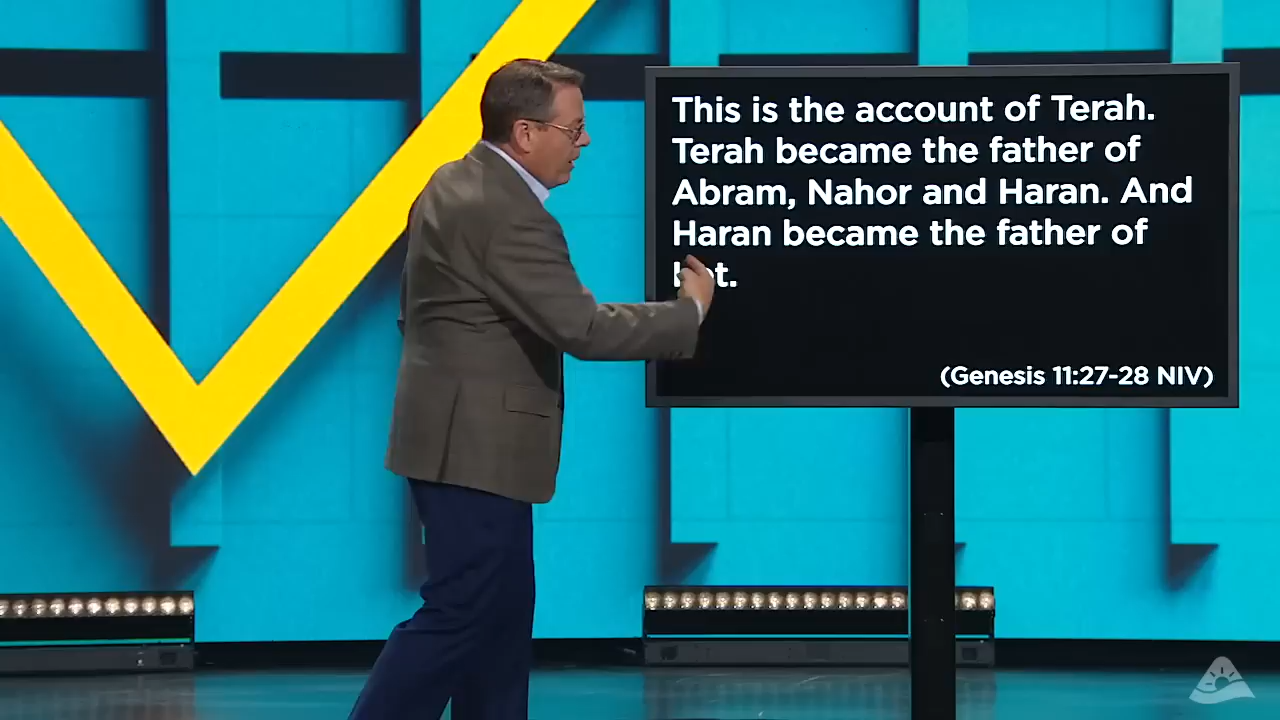 This is the account of Terah.
Terah became the father of
Abram, Nahor and Haran. And
Haran became the father of
(Genesis 11:27-28 NIV)